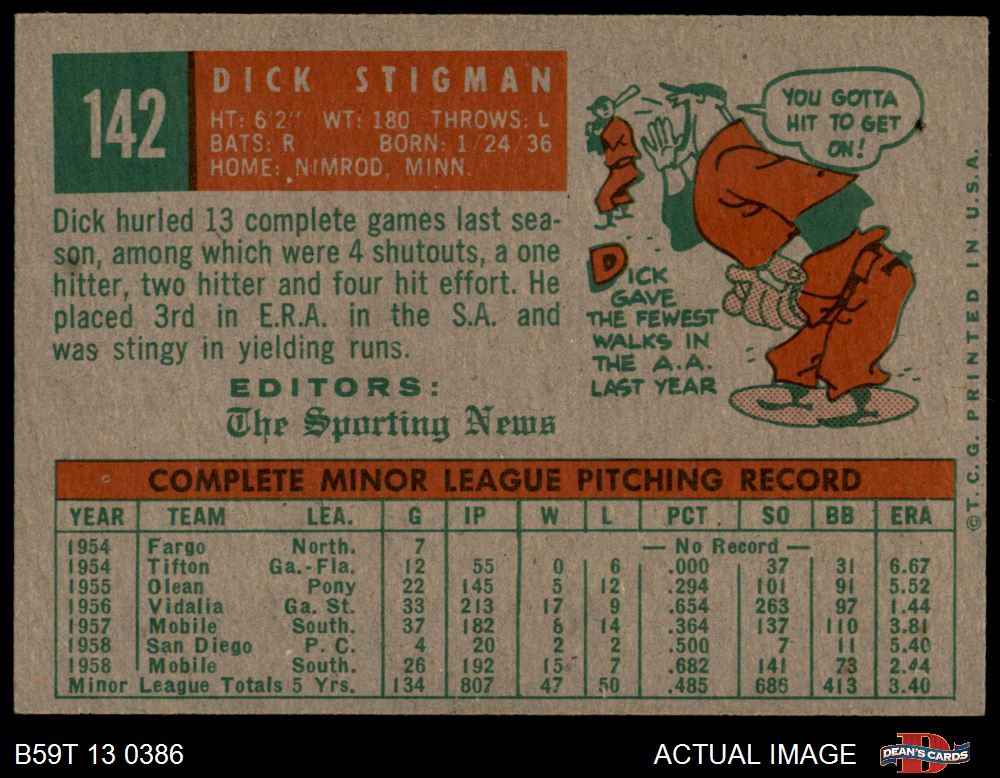 142
DICK STIGMAN
HT: 6'2" WT: 180 THROWS: L
BATS: R BORN: 1/24/36
HOME: NIMROD, MINN.
Dick hurled 13 complete games last sea-
son, among which were 4 shutouts, a one
hitter, two hitter and four hit effort. He
placed 3rd in E.R.A. in the S.A. and
was stingy in yielding runs.
EDITORS:
The Sporting News
YOU GOTTA
HIT TO GET
ON!
DICK
GAVE
THE FEWEST
WALKS IN
THE A.A.
LAST YEAR
© T. C. G. PRINTED IN U.S.A.
COMPLETE MINOR LEAGUE PITCHING RECORD
YEAR TEAM LEA. G IP W L PCT SO BB ERA
1954 Fargo North. 7 — No Record —
1954 Tifton Ga.-Fla. 12 55 0 6 .000 37 31 6.67
1955 Olean Pony 22 145 5 12 .294 101 91 5.52
1956 Vidalia Ga. St. 33 213 17 9 .654 263 97 1.44
1957 Mobile South. 37 182 8 14 .364 137 110 3.81
1958 San Diego P. C. 4 20 2 2 .500 7 11 5.40
1958 Mobile South. 26 192 15 7 .682 141 73 2.44
Minor League Totals 5 Yrs. 134 807 47 50 .485 686 413 3.40
B59T 13 0386
ACTUAL IMAGE
DEAN'S CARDS